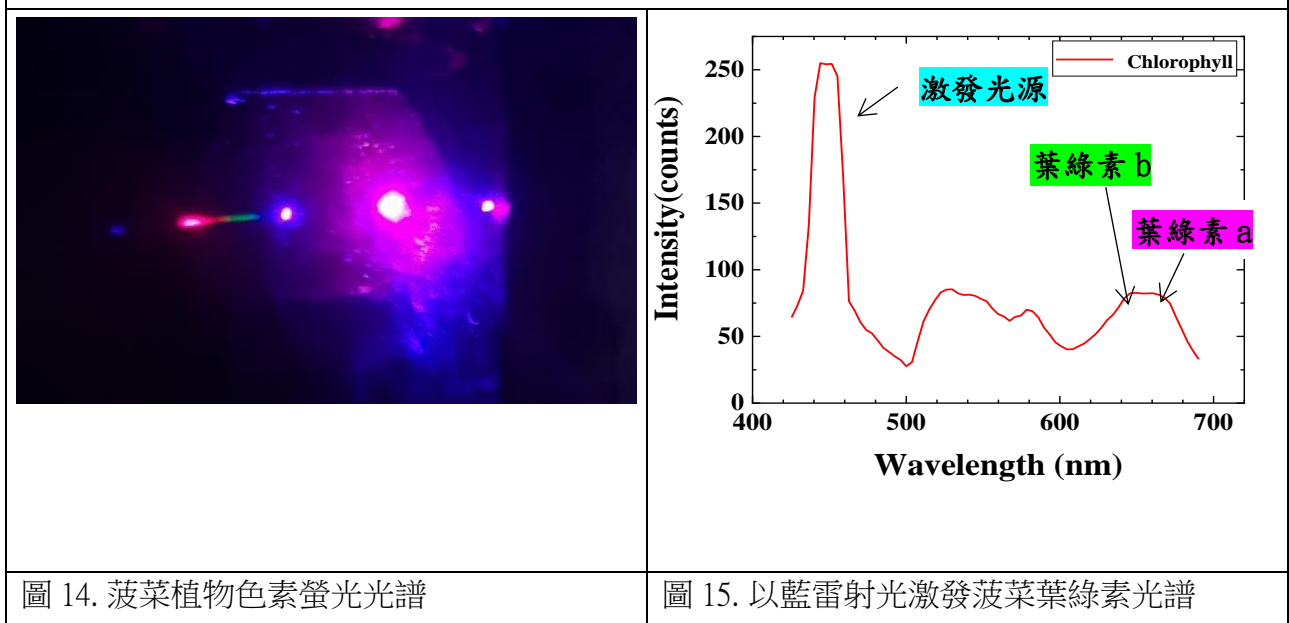 250
200
150
100
50
0
400
500
600
700
Intensity(counts)
Wavelength (nm)
Chlorophyll
激發光源
葉綠素 b
葉綠素 a
圖 14. 菠菜植物色素螢光光譜
圖 15. 以藍雷射光激發菠菜葉綠素光譜